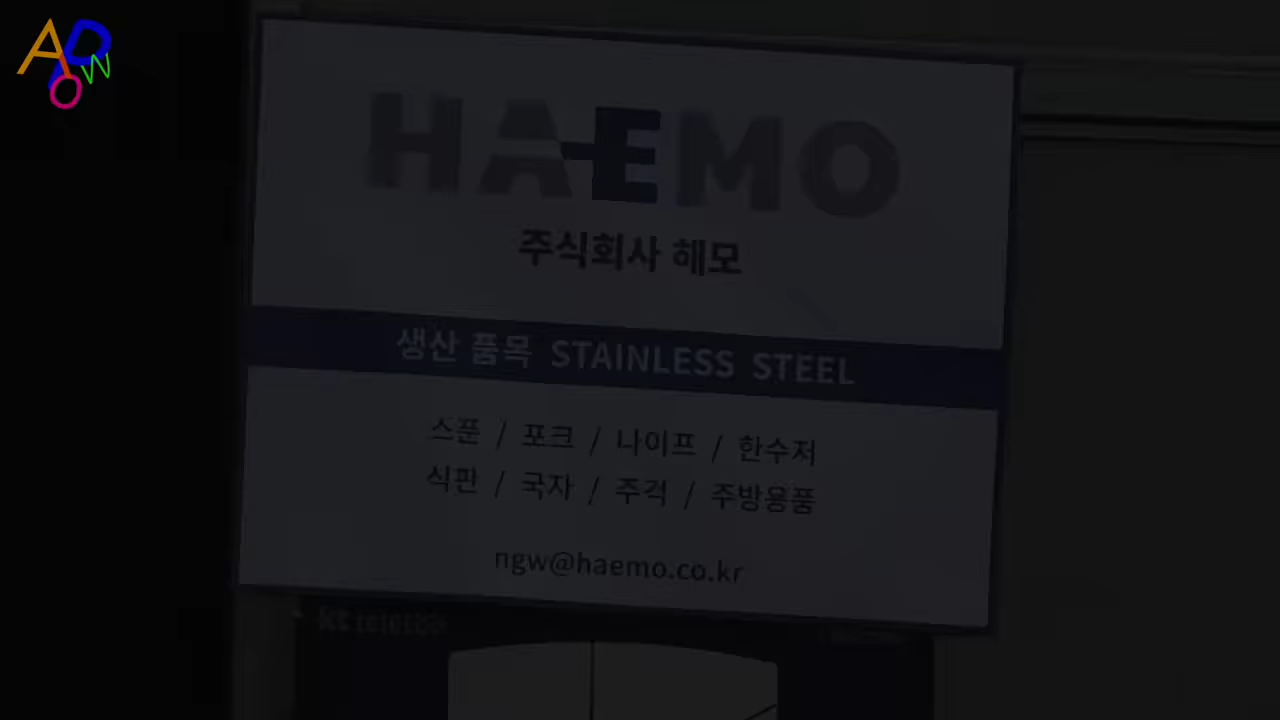 HAEMO
주식회사 해모
생산 품목 STAINLESS STEEL
스푼 / 포크 / 나이프 / 한수저
식판 / 국자 / 주걱 / 주방용품
ngw@haemo.co.kr